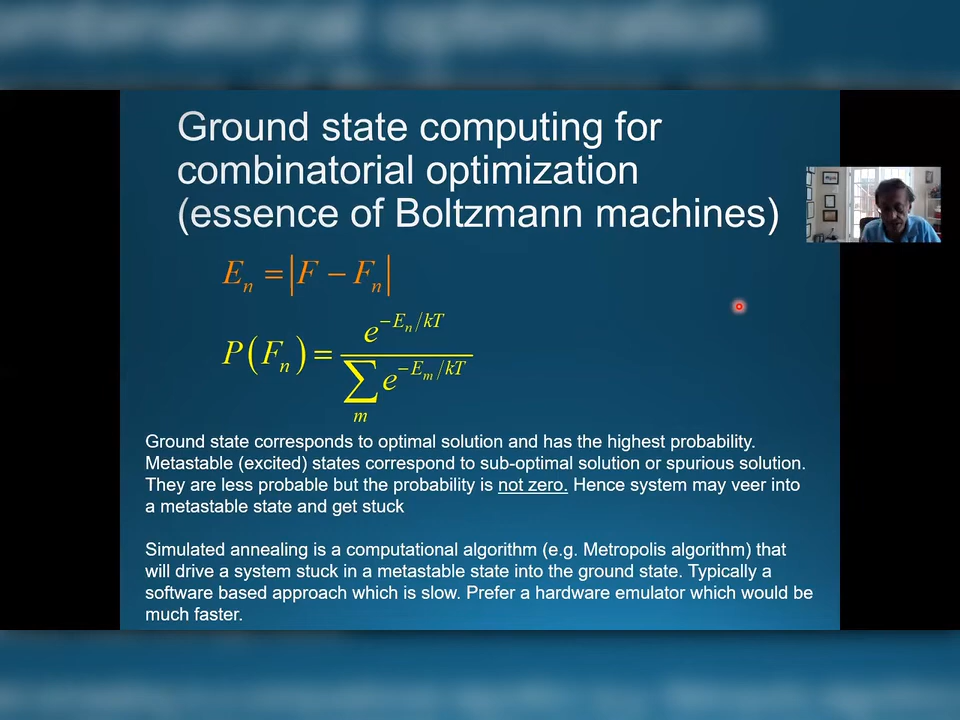 Ground state computing for
combinatorial optimization
(essence of Boltzmann machines)
E_n = |F − F_n|
P(F_n) = e^{−E_n/kT} / ∑_m e^{−E_m/kT}
Ground state corresponds to optimal solution and has the highest probability.
Metastable (excited) states correspond to sub-optimal solution or spurious solution.
They are less probable but the probability is not zero. Hence system may veer into
a metastable state and get stuck
Simulated annealing is a computational algorithm (e.g. Metropolis algorithm) that
will drive a system stuck in a metastable state into the ground state. Typically a
software based approach which is slow. Prefer a hardware emulator which would be
much faster.